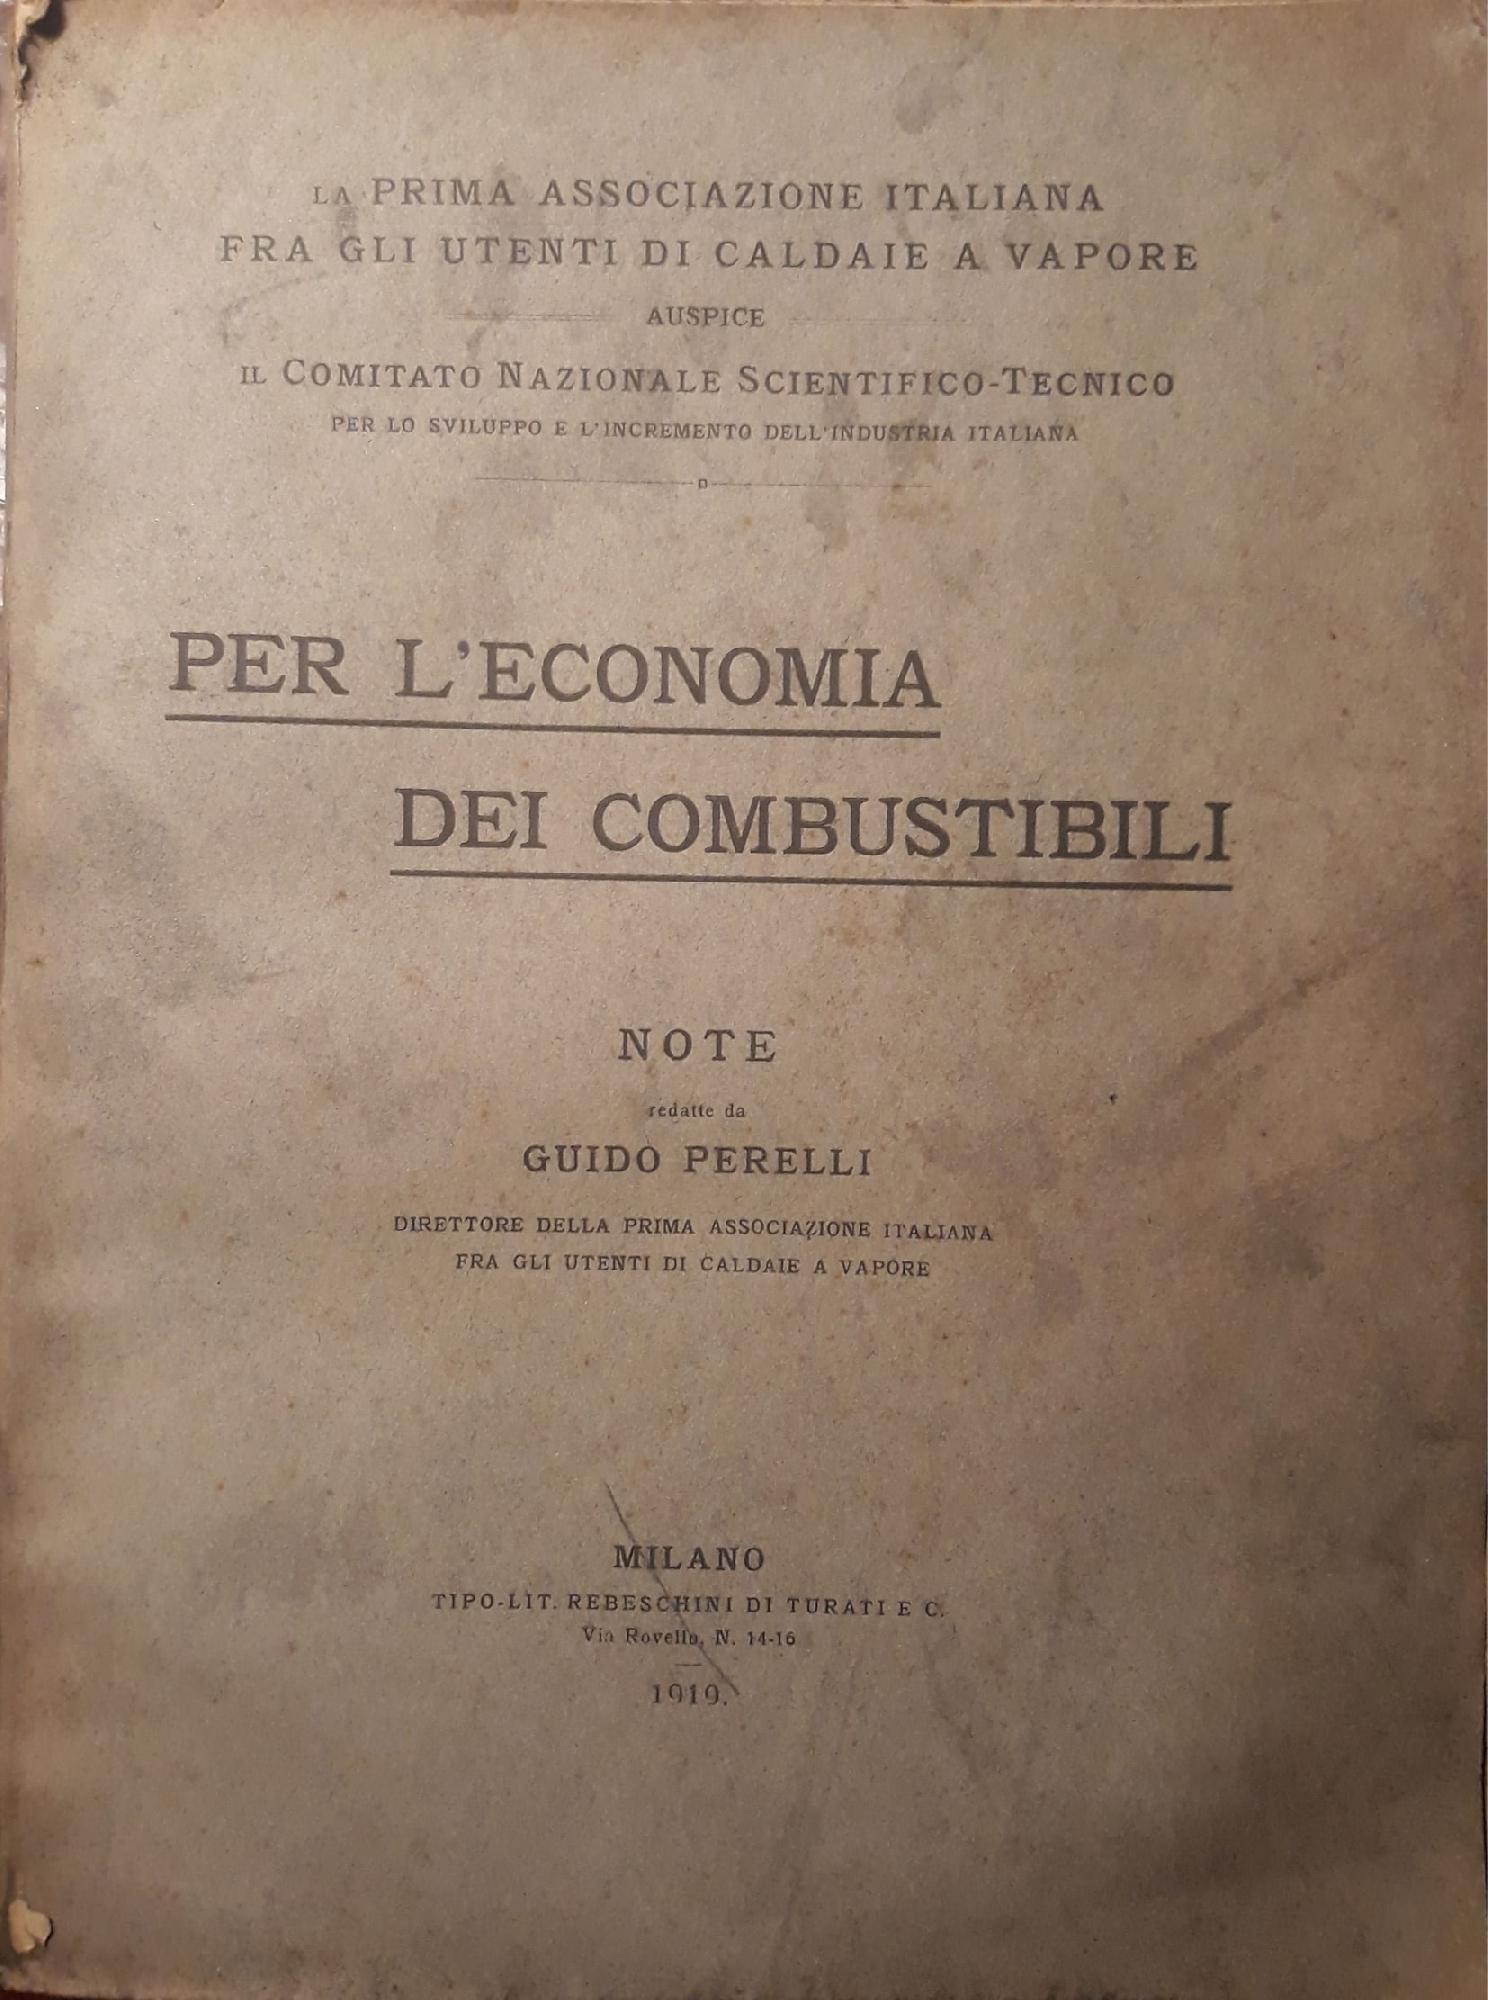 LA PRIMA ASSOCIAZIONE ITALIANA
FRA GLI UTENTI DI CALDAIE A VAPORE
AUSPICE
IL COMITATO NAZIONALE SCIENTIFICO-TECNICO
PER LO SVILUPPO E L'INCREMENTO DELL'INDUSTRIA ITALIANA
PER L'ECONOMIA
DEI COMBUSTIBILI
NOTE
redatte da
GUIDO PERELLI
DIRETTORE DELLA PRIMA ASSOCIAZIONE ITALIANA
FRA GLI UTENTI DI CALDAIE A VAPORE
MILANO
TIPO-LIT. REBESCHINI DI TURATI E C.
Via Rovello, N. 14-16
1919.